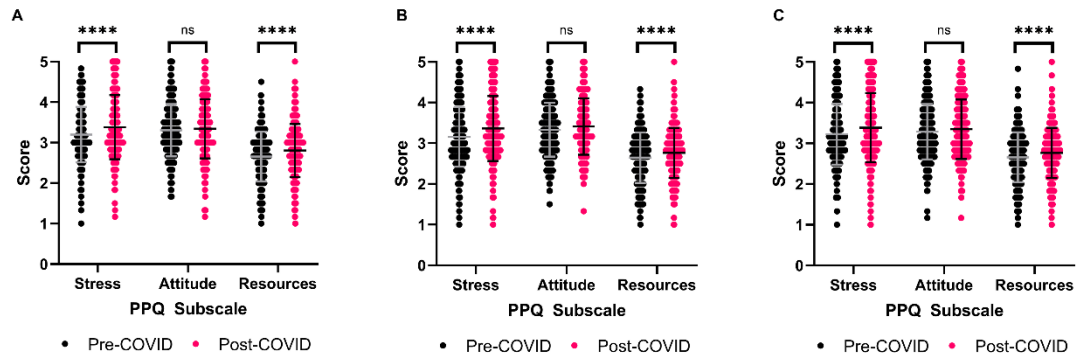 A
**** ns ****
5
4
3
2
1
0
Score
Stress Attitude Resources
PPQ Subscale
Pre-COVID Post-COVID
B
**** ns ****
5
4
3
2
1
0
Score
Stress Attitude Resources
PPQ Subscale
Pre-COVID Post-COVID
C
**** ns ****
5
4
3
2
1
0
Score
Stress Attitude Resources
PPQ Subscale
Pre-COVID Post-COVID